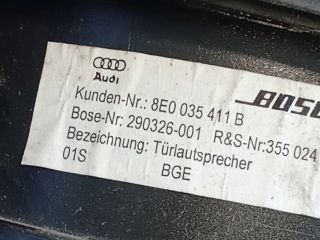 Audi
Kunden-Nr.: 8E0 035 411 B
BOSE
Bose-Nr: 290326-001 R&S-Nr:355 024
Bezeichnung: Türlautsprecher
01S BGE